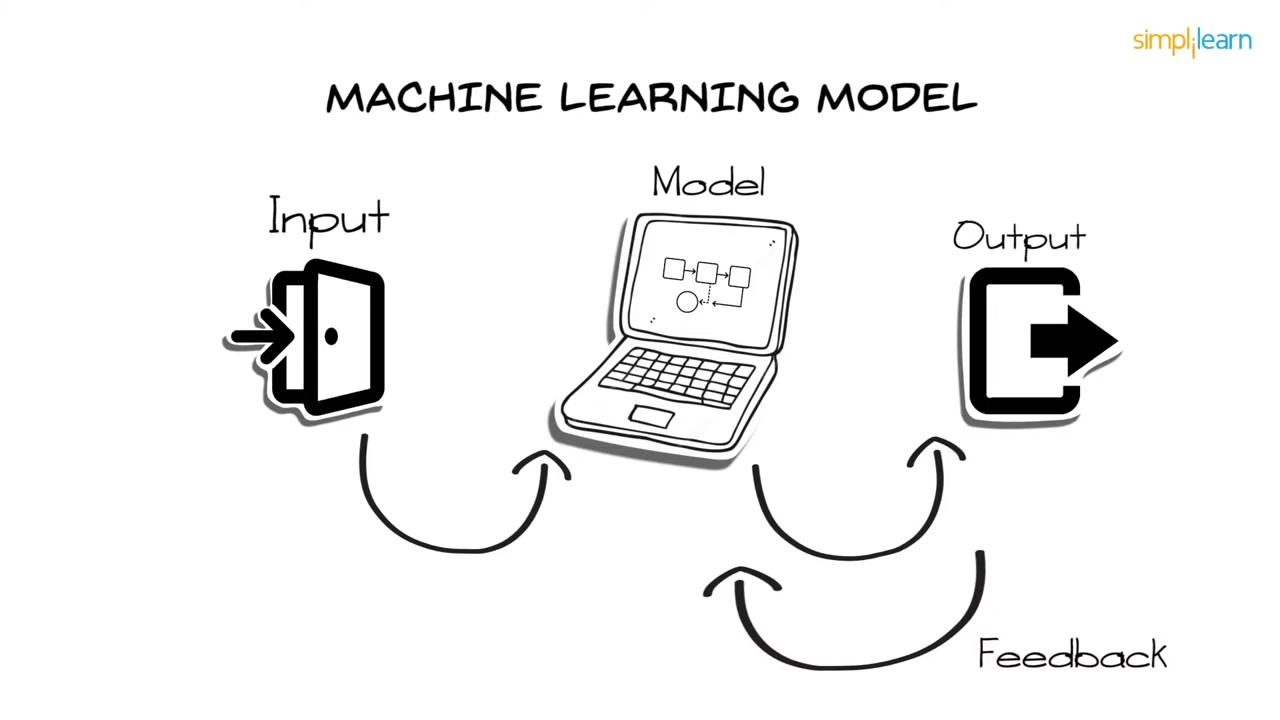 simplilearn
MACHINE LEARNING MODEL
Model
Input
Output
Feedback